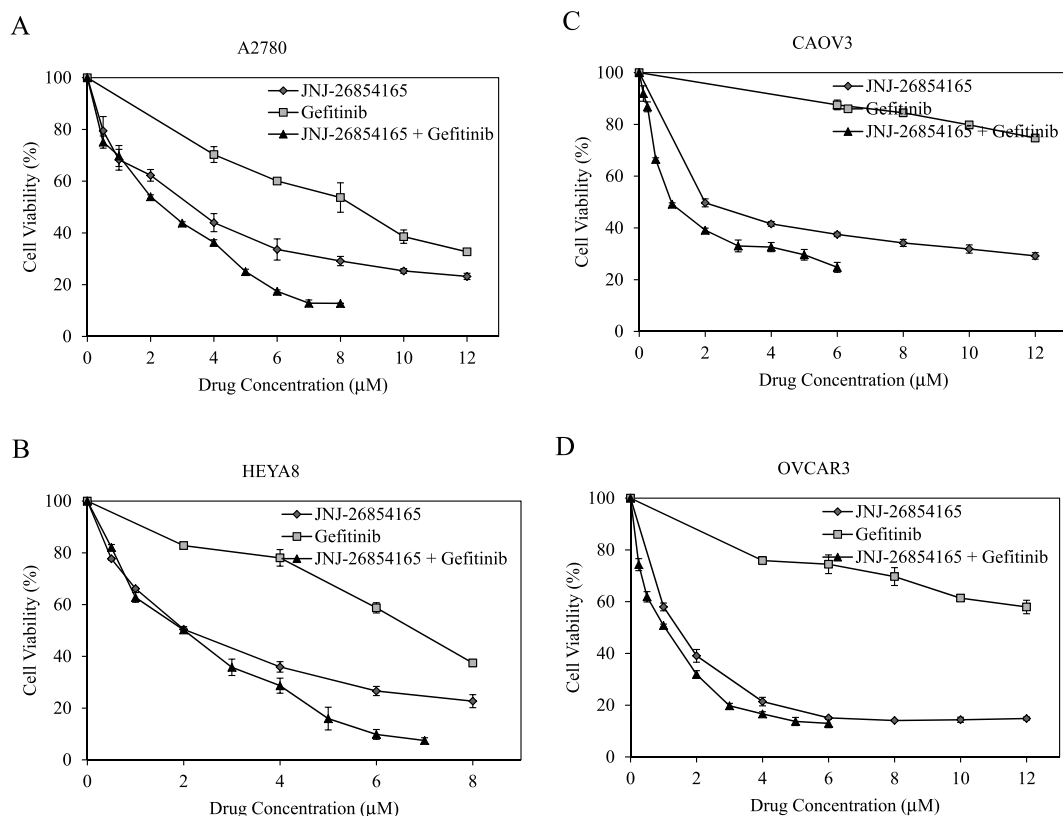 A
A2780
100
80
60
40
20
0
Cell Viability (%)
0 2 4 6 8 10 12
Drug Concentration (μM)
JNJ-26854165
Gefitinib
JNJ-26854165 + Gefitinib
C
CAOV3
100
80
60
40
20
0
Cell Viability (%)
0 2 4 6 8 10 12
Drug Concentration (μM)
JNJ-26854165
Gefitinib
JNJ-26854165 + Gefitinib
B
HEYA8
100
80
60
40
20
0
Cell Viability (%)
0 2 4 6 8
Drug Concentration (μM)
JNJ-26854165
Gefitinib
JNJ-26854165 + Gefitinib
D
OVCAR3
100
80
60
40
20
0
Cell Viability (%)
0 2 4 6 8 10 12
Drug Concentration (μM)
JNJ-26854165
Gefitinib
JNJ-26854165 + Gefitinib